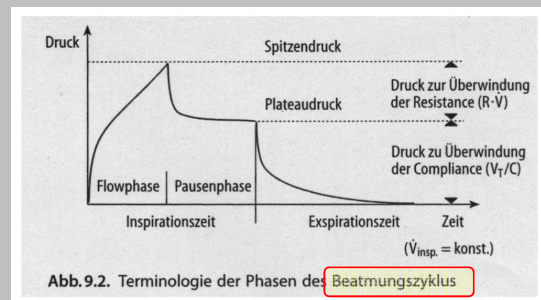 Druck
Spitzendruck
Druck zur Überwindung
der Resistance (R·V̇)
Plateaudruck
Druck zu Überwindung
der Compliance (V_T/C)
Flowphase Pausenphase
Inspirationszeit Exspirationszeit Zeit
(V̇insp. = konst.)
Abb. 9.2. Terminologie der Phasen des Beatmungszyklus